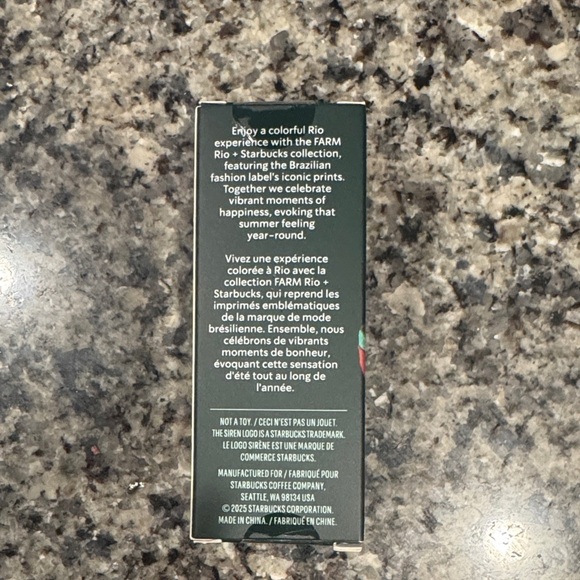 Enjoy a colorful Rio
experience with the FARM
Rio + Starbucks collection,
featuring the Brazilian
fashion label's iconic prints.
Together we celebrate
vibrant moments of
happiness, evoking that
summer feeling
year-round.
Vivez une expérience
colorée à Rio avec la
collection FARM Rio +
Starbucks, qui reprend les
imprimés emblématiques
de la marque de mode
brésilienne. Ensemble, nous
célébrons de vibrants
moments de bonheur,
évoquant cette sensation
d'été tout au long de
l'année.
NOT A TOY. / CECI N'EST PAS UN JOUET.
THE SIREN LOGO IS A STARBUCKS TRADEMARK.
LE LOGO SIRÈNE EST UNE MARQUE DE
COMMERCE STARBUCKS.
MANUFACTURED FOR / FABRIQUÉ POUR
STARBUCKS COFFEE COMPANY,
SEATTLE, WA 98134 USA
© 2025 STARBUCKS CORPORATION.
MADE IN CHINA. / FABRIQUÉ EN CHINE.